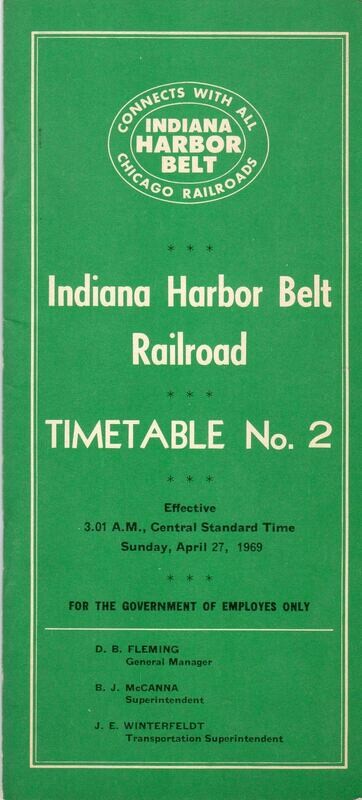 CONNECTS WITH ALL
INDIANA
HARBOR
BELT
CHICAGO RAILROADS
* * *
Indiana Harbor Belt
Railroad
* * *
TIMETABLE No. 2
* * *
Effective
3.01 A.M., Central Standard Time
Sunday, April 27, 1969
* * *
FOR THE GOVERNMENT OF EMPLOYES ONLY
D. B. FLEMING
General Manager
B. J. McCANNA
Superintendent
J. E. WINTERFELDT
Transportation Superintendent